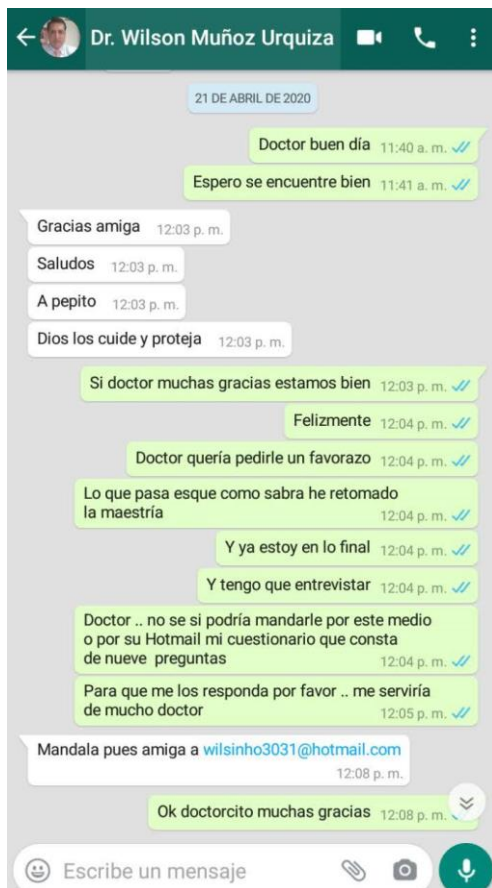 Dr. Wilson Muñoz Urquiza
21 DE ABRIL DE 2020
Doctor buen día 11:40 a. m.
Espero se encuentre bien 11:41 a. m.
Gracias amiga 12:03 p. m.
Saludos 12:03 p. m.
A pepito 12:03 p. m.
Dios los cuide y proteja 12:03 p. m.
Si doctor muchas gracias estamos bien 12:03 p. m.
Felizmente 12:04 p. m.
Doctor quería pedirle un favorazo 12:04 p. m.
Lo que pasa esque como sabra he retomado
la maestría 12:04 p. m.
Y ya estoy en lo final 12:04 p. m.
Y tengo que entrevistar 12:04 p. m.
Doctor .. no se si podría mandarle por este medio
o por su Hotmail mi cuestionario que consta
de nueve preguntas 12:04 p. m.
Para que me los responda por favor .. me serviría
de mucho doctor 12:05 p. m.
Mandala pues amiga a wilsinho3031@hotmail.com
12:08 p. m.
Ok doctorcito muchas gracias 12:08 p. m.
Escribe un mensaje